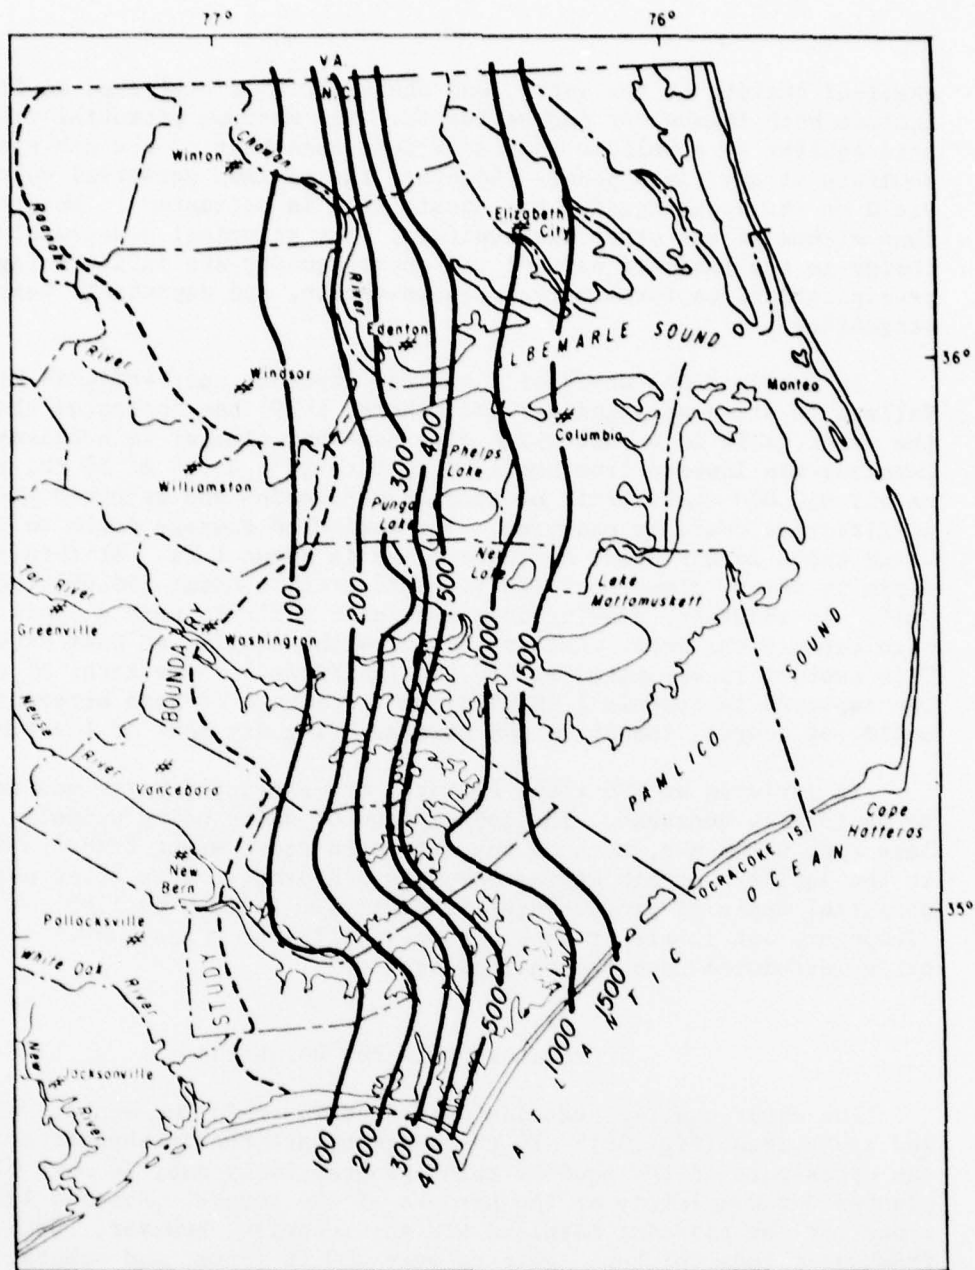 77° 76°
VA
N.C.
Chowan
Winton
Roanoke
Elizabeth
City
River
Edenton
ALBEMARLE SOUND
36°
River
Windsor
Manteo
Columbia
400
300
Phelps
Lake
Williamston
Pungo
Lake
New
Lake
500
100
200
Lake
Mattamuskett
Tar River
Greenville
Washington
1000
1500
BOUNDARY
SOUND
Neuse
River
PAMLICO
Vanceboro
Cape
Hatteras
OCRACOKE IS.
OCEAN
New
Bern
35°
Pollocksville
White Oak
River
STUDY
ATLANTIC
1500
1000
500
Jacksonville
New
River
100
200
300
400